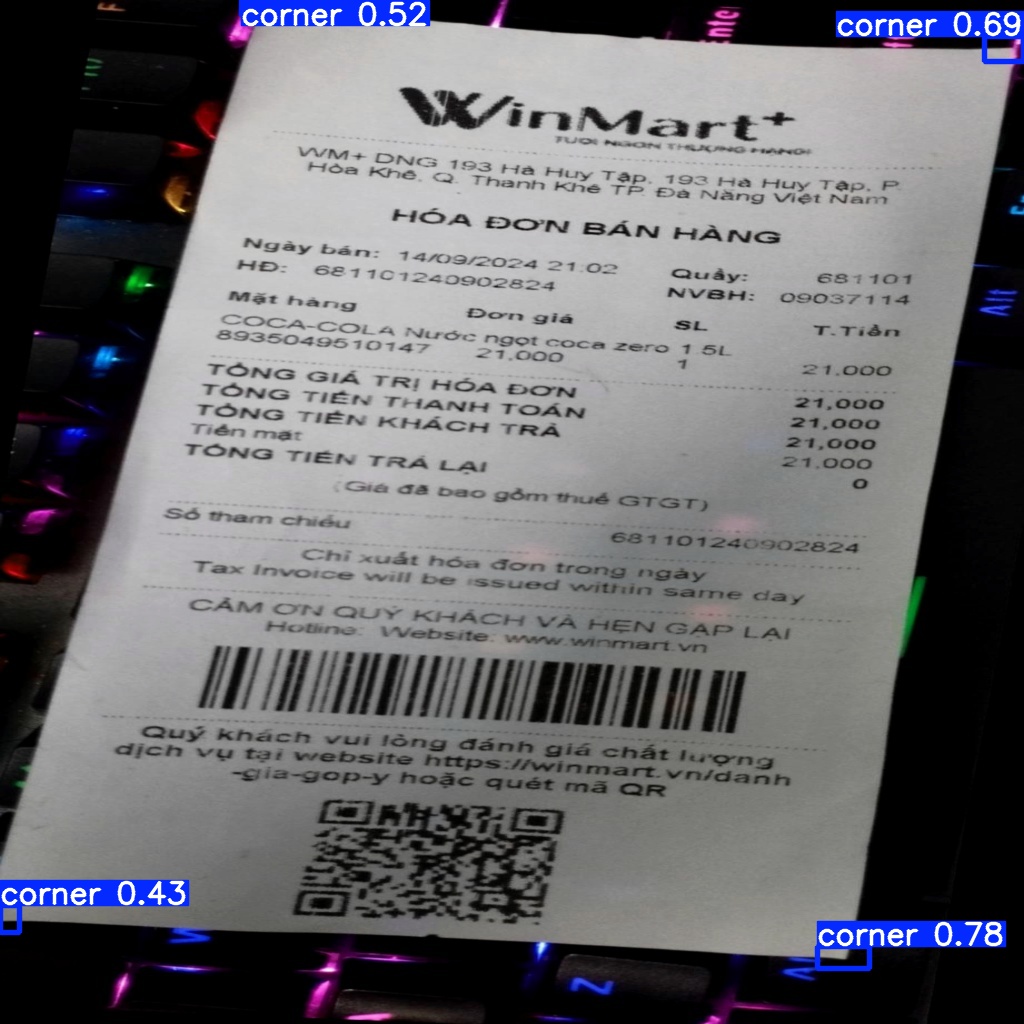 corner 0.52
corner 0.69
Ente
WinMart+
TƯƠI NGON THƯỢNG HẠNG!
WM+ DNG 193 Hà Huy Tập, 193 Hà Huy Tập, P.
Hòa Khê, Q. Thanh Khê TP. Đà Nẵng Việt Nam
HÓA ĐƠN BÁN HÀNG
Ngày bán: 14/09/2024 21:02 Quầy: 681101
HĐ: 681101240902824 NVBH: 09037114
Mặt hàng Đơn giá SL T.Tiền
COCA-COLA Nước ngọt coca zero 1.5L
8935049510147 21,000 1 21,000
TỔNG GIÁ TRỊ HÓA ĐƠN 21,000
TỔNG TIỀN THANH TOÁN 21,000
TỔNG TIỀN KHÁCH TRẢ 21,000
Tiền mặt 21,000
TỔNG TIỀN TRẢ LẠI 0
(Giá đã bao gồm thuế GTGT)
Số tham chiếu 681101240902824
Chỉ xuất hóa đơn trong ngày
Tax Invoice will be issued within same day
CẢM ƠN QUÝ KHÁCH VÀ HẸN GẶP LẠI
Hotline: Website: www.winmart.vn
Quý khách vui lòng đánh giá chất lượng
dịch vụ tại website https://winmart.vn/danh
-gia-gop-y hoặc quét mã QR
Alt
corner 0.43
corner 0.78
Z